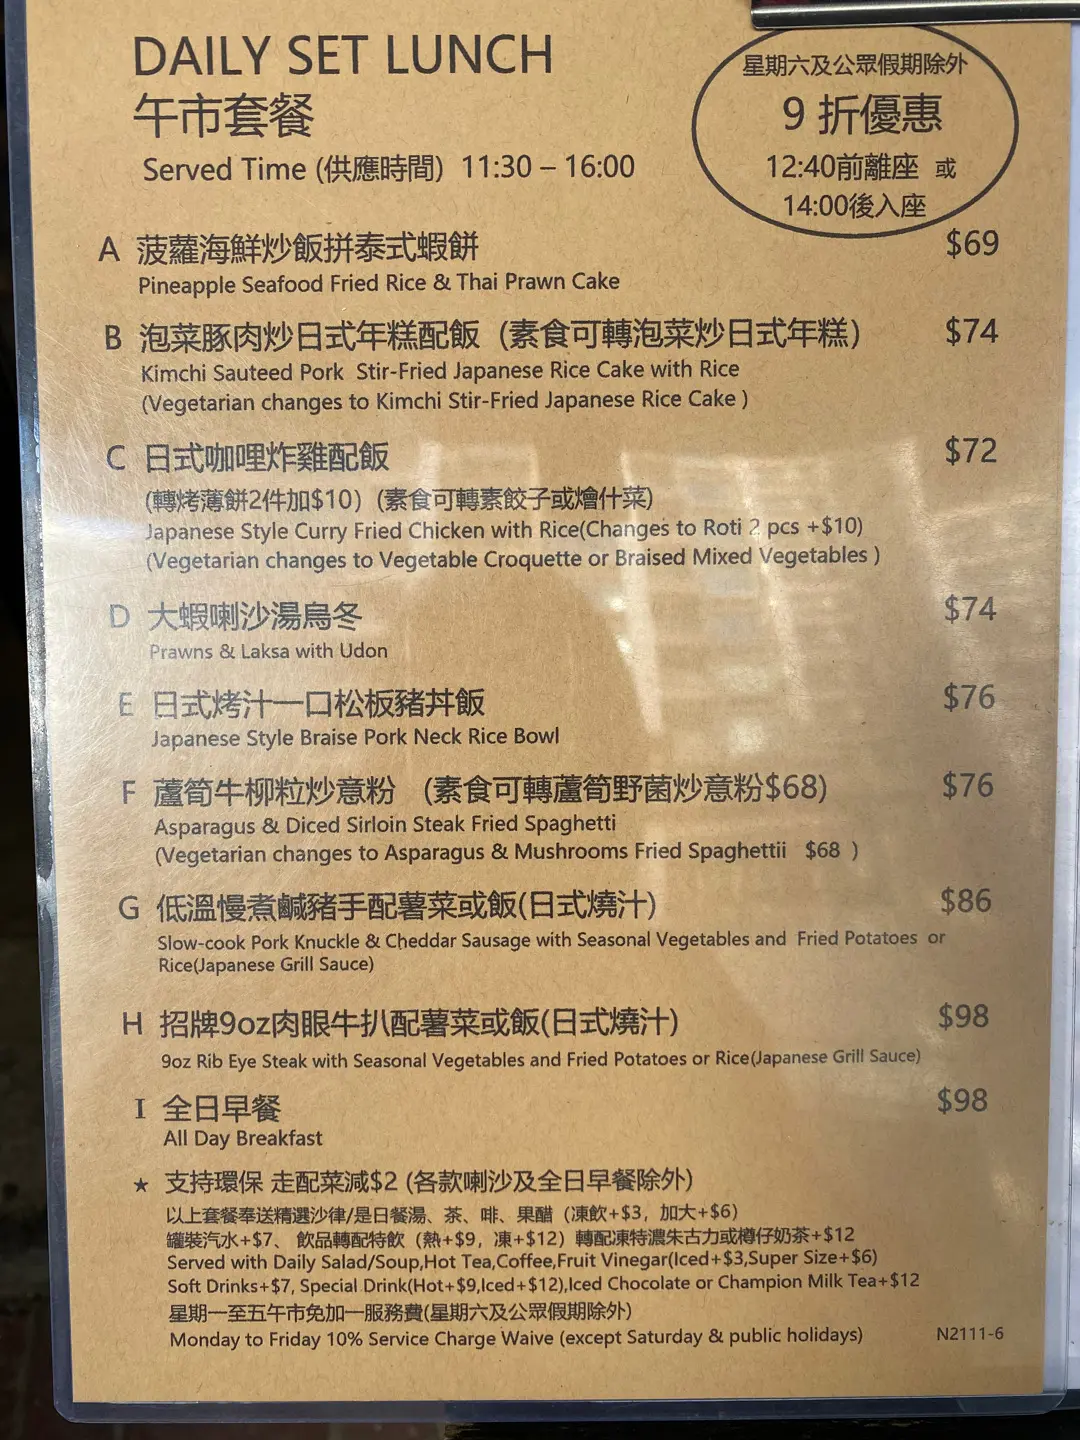 DAILY SET LUNCH
午市套餐
Served Time (供應時間) 11:30 – 16:00
星期六及公眾假期除外
9 折優惠
12:40前離座 或
14:00後入座
A 菠蘿海鮮炒飯拼泰式蝦餅 $69
Pineapple Seafood Fried Rice & Thai Prawn Cake
B 泡菜豚肉炒日式年糕配飯 (素食可轉泡菜炒日式年糕) $74
Kimchi Sauteed Pork Stir-Fried Japanese Rice Cake with Rice
(Vegetarian changes to Kimchi Stir-Fried Japanese Rice Cake )
C 日式咖哩炸雞配飯 $72
(轉烤薄餅2件加$10) (素食可轉素餃子或燴什菜)
Japanese Style Curry Fried Chicken with Rice(Changes to Roti 2 pcs +$10)
(Vegetarian changes to Vegetable Croquette or Braised Mixed Vegetables )
D 大蝦喇沙湯烏冬 $74
Prawns & Laksa with Udon
E 日式烤汁一口松板豬丼飯 $76
Japanese Style Braise Pork Neck Rice Bowl
F 蘆筍牛柳粒炒意粉 (素食可轉蘆筍野菌炒意粉$68) $76
Asparagus & Diced Sirloin Steak Fried Spaghetti
(Vegetarian changes to Asparagus & Mushrooms Fried Spaghettii $68 )
G 低溫慢煮鹹豬手配薯菜或飯(日式燒汁) $86
Slow-cook Pork Knuckle & Cheddar Sausage with Seasonal Vegetables and Fried Potatoes or
Rice(Japanese Grill Sauce)
H 招牌9oz肉眼牛扒配薯菜或飯(日式燒汁) $98
9oz Rib Eye Steak with Seasonal Vegetables and Fried Potatoes or Rice(Japanese Grill Sauce)
I 全日早餐 $98
All Day Breakfast
★ 支持環保 走配菜減$2 (各款喇沙及全日早餐除外)
以上套餐奉送精選沙律/是日餐湯、茶、啡、果醋 (凍飲+$3, 加大+$6)
罐裝汽水+$7、 飲品轉配特飲 (熱+$9, 凍+$12) 轉配凍特濃朱古力或樽仔奶茶+$12
Served with Daily Salad/Soup,Hot Tea,Coffee,Fruit Vinegar(Iced+$3,Super Size+$6)
Soft Drinks+$7, Special Drink(Hot+$9,Iced+$12),Iced Chocolate or Champion Milk Tea+$12
星期一至五午市免加一服務費(星期六及公眾假期除外)
Monday to Friday 10% Service Charge Waive (except Saturday & public holidays) N2111-6